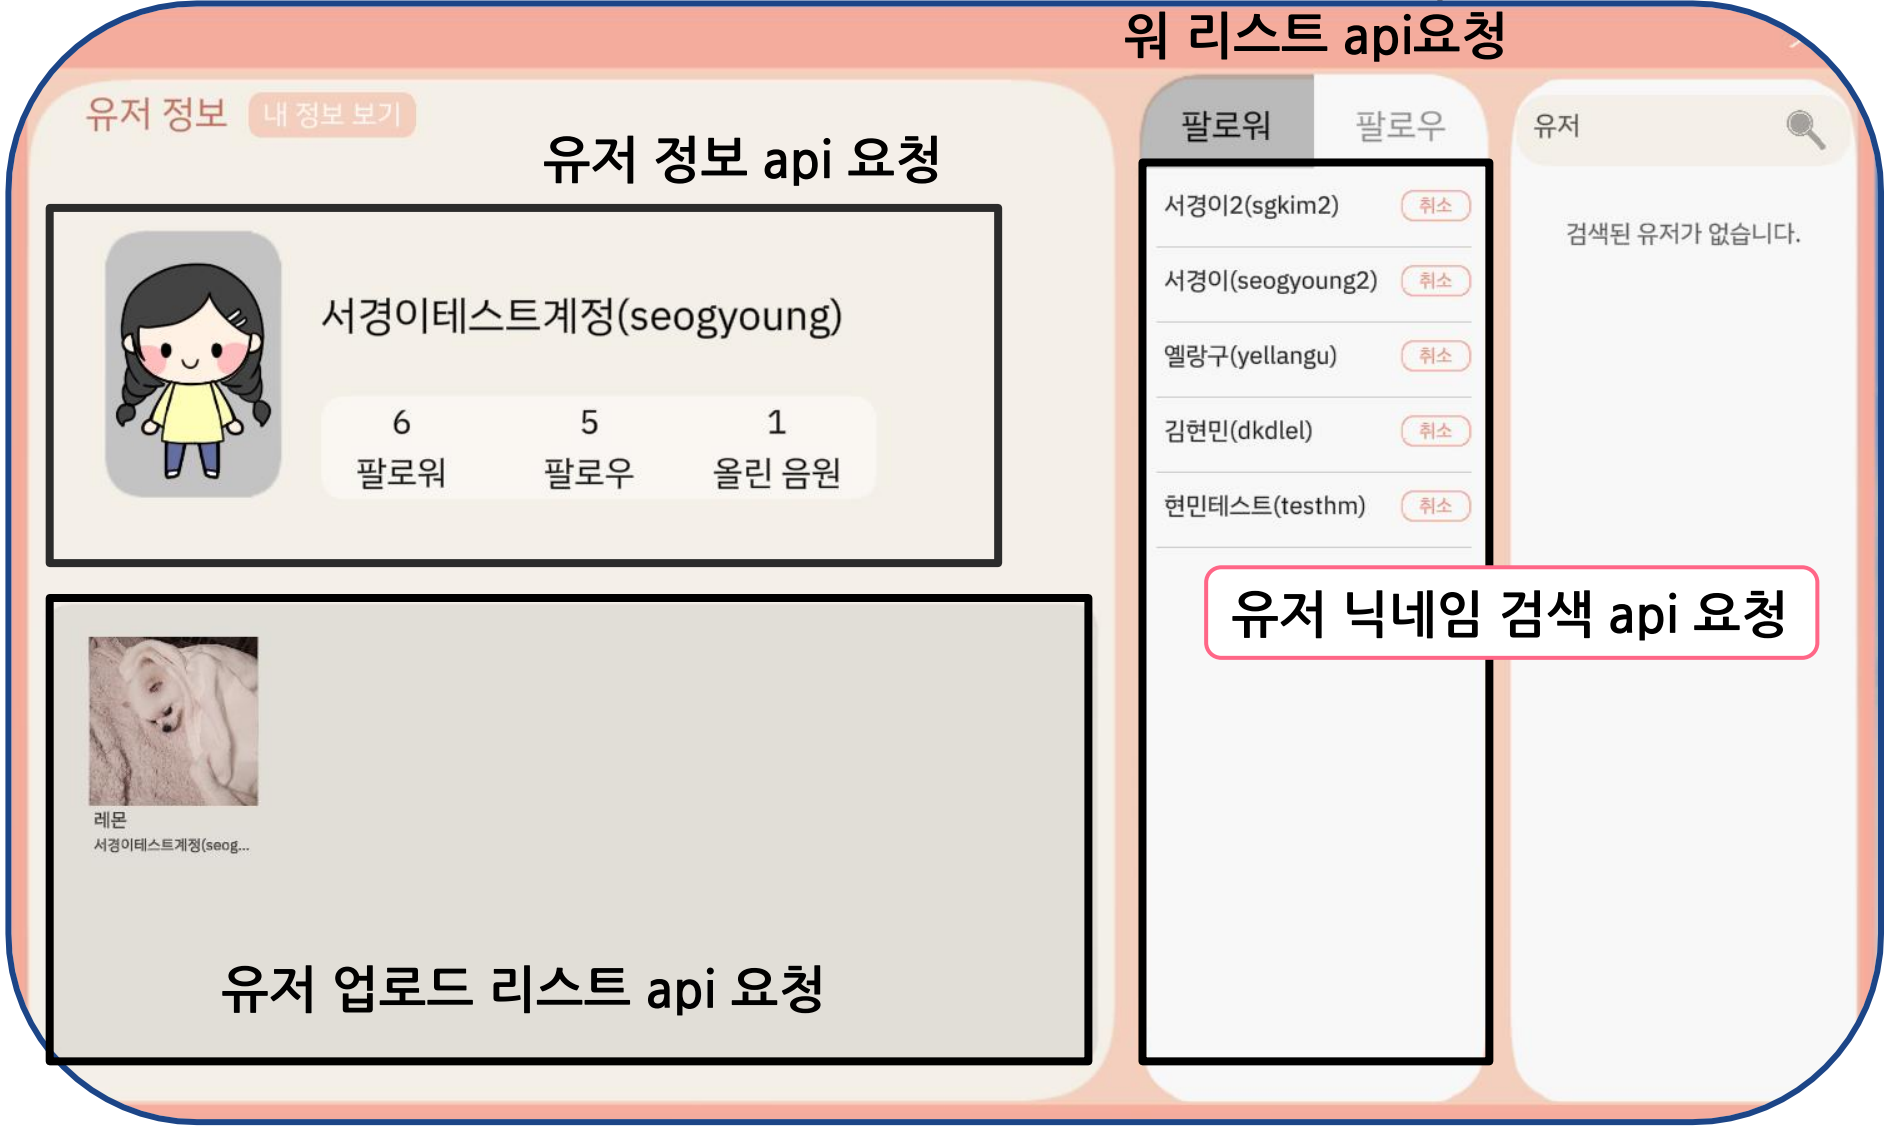 워 리스트 api요청
유저 정보
내 정보 보기
유저 정보 api 요청
서경이테스트계정(seogyoung)
6
팔로워
5
팔로우
1
올린 음원
레몬
서경이테스트계정(seog...
유저 업로드 리스트 api 요청
팔로워
팔로우
서경이2(sgkim2)
취소
서경이(seogyoung2)
취소
옐랑구(yellangu)
취소
김현민(dkdlel)
취소
현민테스트(testhm)
취소
유저
검색된 유저가 없습니다.
유저 닉네임 검색 api 요청